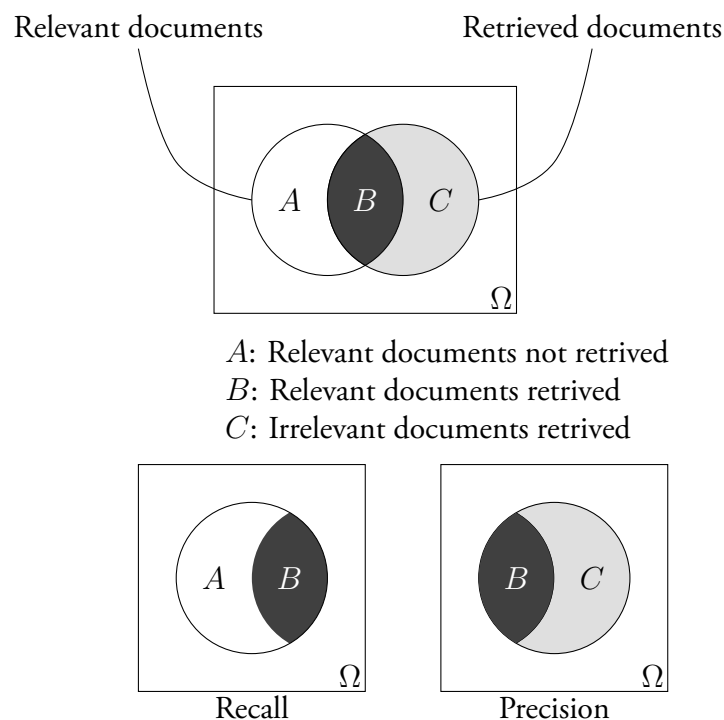 Relevant documents Retrieved documents
A B C
Ω
A: Relevant documents not retrived
B: Relevant documents retrived
C: Irrelevant documents retrived
A B B C
Ω Ω
Recall Precision